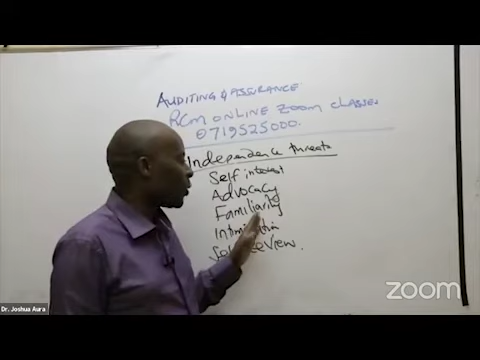 AUDITING & ASSURANCE
RCM ONLINE ZOOM classes
0719525000.
Independence threats
Self interest
Advocacy
Familiarity
Intimidation
Self Review.
zoom
Dr. Joshua Aura